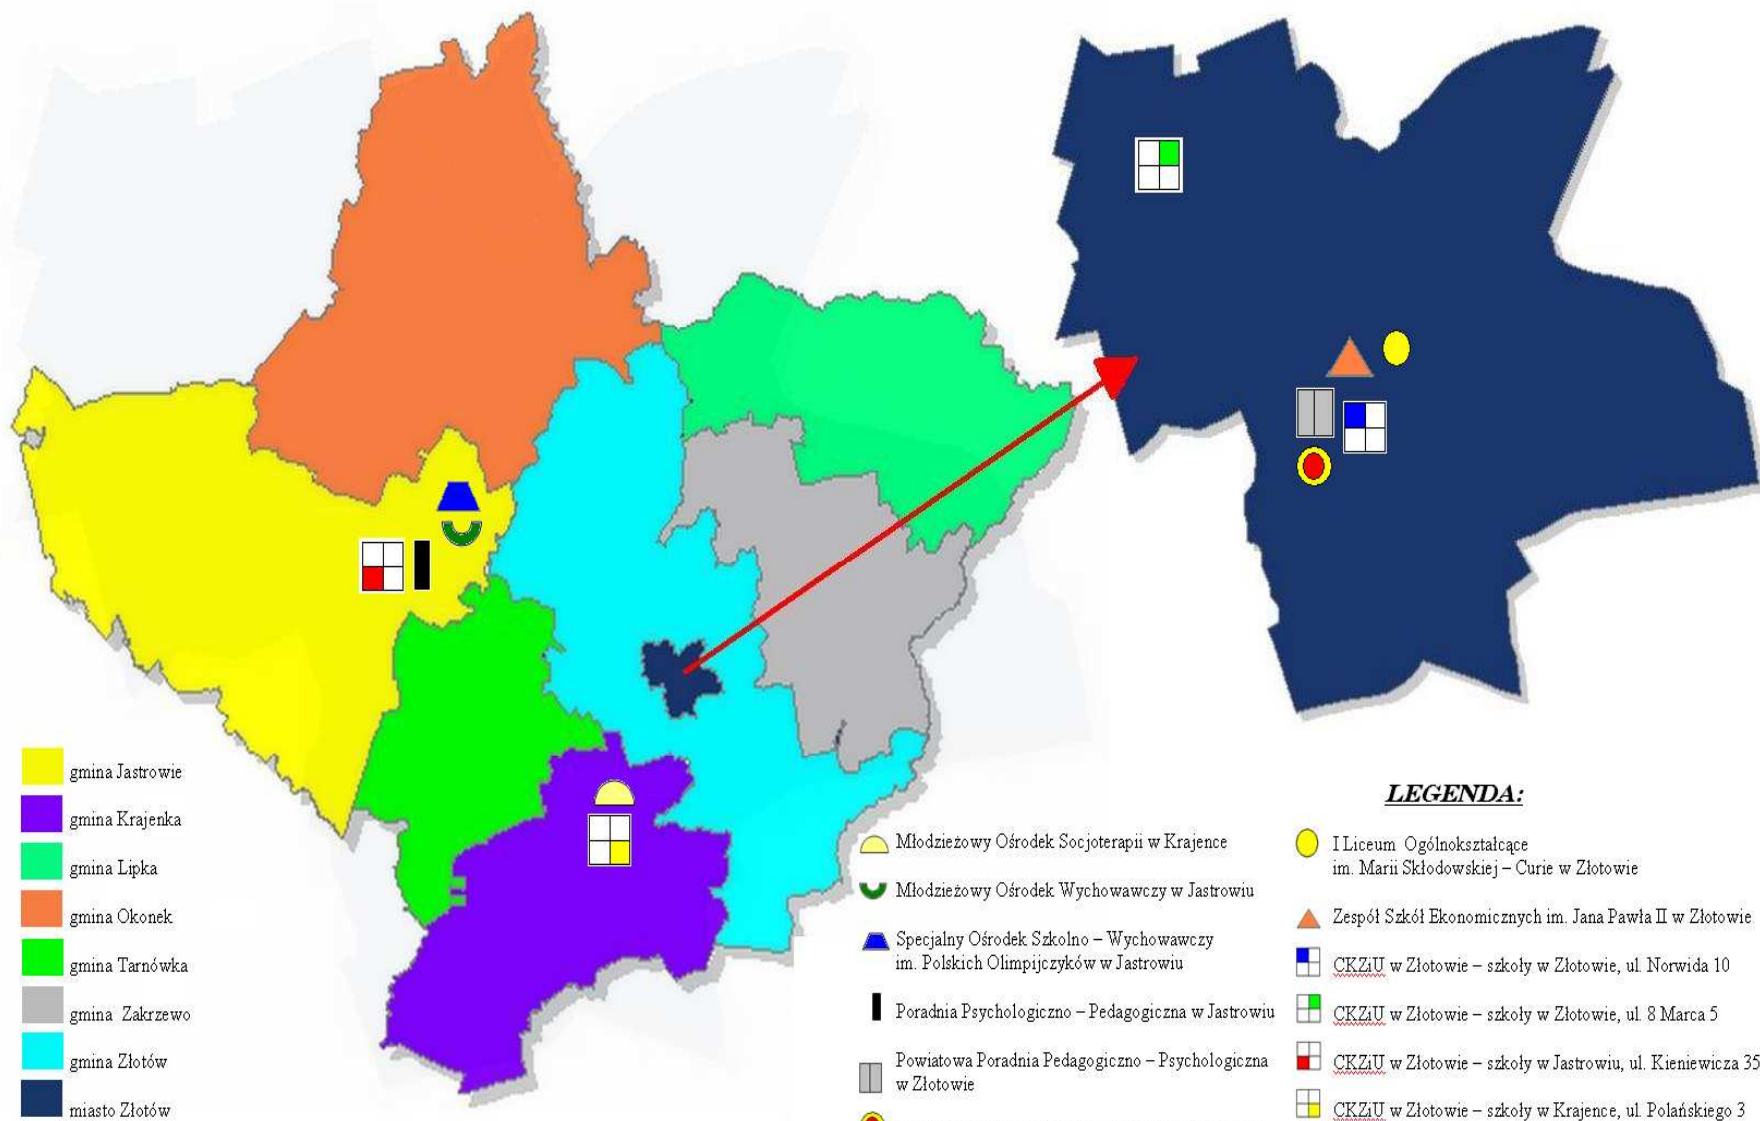 gmina Jastrowie
gmina Krajenka
gmina Lipka
gmina Okonek
gmina Tarnówka
gmina Zakrzewo
gmina Złotów
miasto Złotów
Młodzieżowy Ośrodek Socjoterapii w Krajence
Młodzieżowy Ośrodek Wychowawczy w Jastrowiu
Specjalny Ośrodek Szkolno – Wychowawczy
im. Polskich Olimpijczyków w Jastrowiu
Poradnia Psychologiczno – Pedagogiczna w Jastrowiu
Powiatowa Poradnia Pedagogiczno – Psychologiczna
w Złotowie
LEGENDA:
I Liceum Ogólnokształcące
im. Marii Skłodowskiej – Curie w Złotowie
Zespół Szkół Ekonomicznych im. Jana Pawła II w Złotowie
CKZiU w Złotowie – szkoły w Złotowie, ul. Norwida 10
CKZiU w Złotowie – szkoły w Złotowie, ul. 8 Marca 5
CKZiU w Złotowie – szkoły w Jastrowiu, ul. Kieniewicza 35
CKZiU w Złotowie – szkoły w Krajence, ul. Polańskiego 3